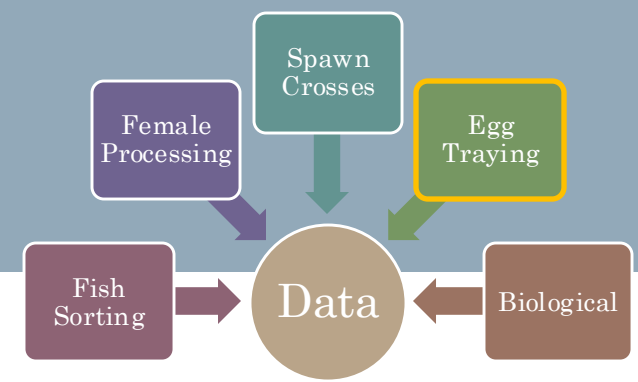 Spawn
Crosses
Female
Processing
Egg
Traying
Fish
Sorting
Data
Biological